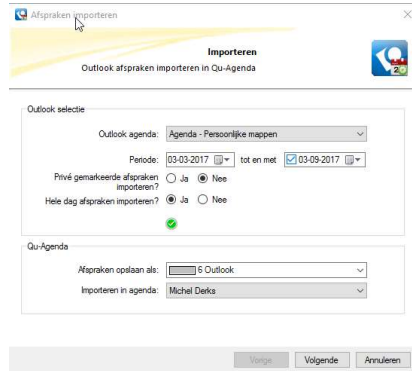 Afspraken importeren
Importeren
Outlook afspraken importeren in Qu-Agenda
Outlook selectie
Outlook agenda: Agenda - Persoonlijke mappen
Periode: 03-03-2017 tot en met 03-09-2017
Privé gemarkeerde afspraken importeren? Ja Nee
Hele dag afspraken importeren? Ja Nee
Qu-Agenda
Afspraken opslaan als: 6 Outlook
Importeren in agenda: Michel Derks
Vorige Volgende Annuleren